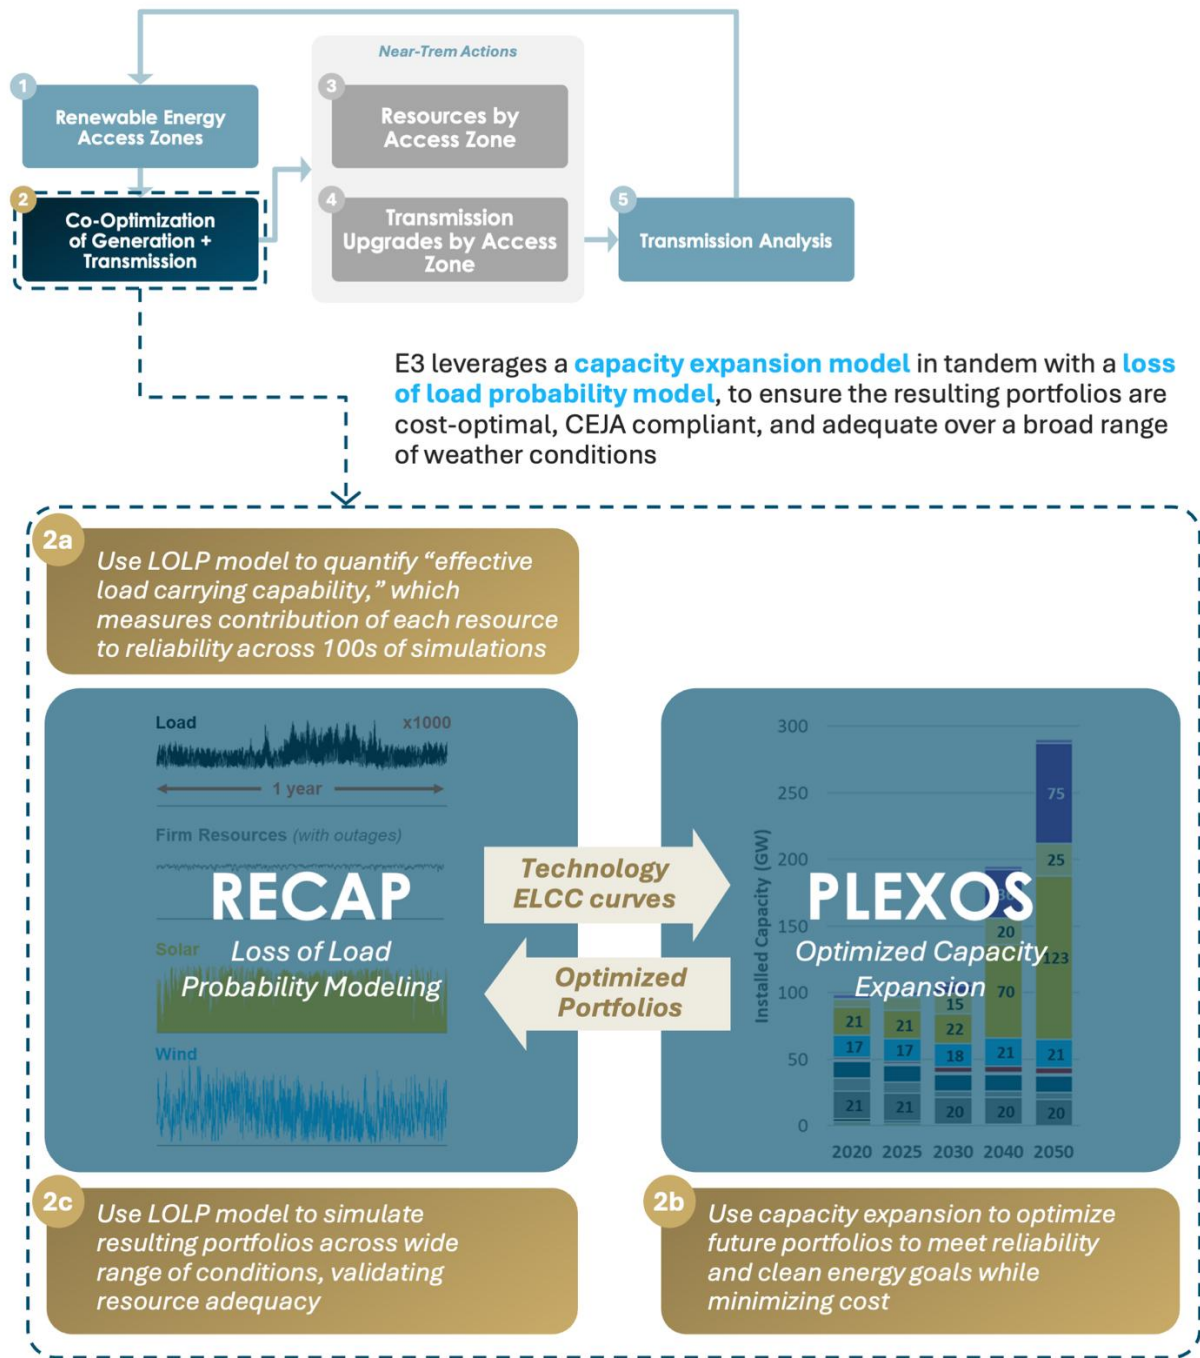 Near-Trem Actions
1
Renewable Energy
Access Zones
3
Resources by
Access Zone
2
Co-Optimization
of Generation +
Transmission
4
Transmission
Upgrades by Access
Zone
5
Transmission Analysis
E3 leverages a capacity expansion model in tandem with a loss
of load probability model, to ensure the resulting portfolios are
cost-optimal, CEJA compliant, and adequate over a broad range
of weather conditions
2a
Use LOLP model to quantify “effective
load carrying capability,” which
measures contribution of each resource
to reliability across 100s of simulations
Load x1000
1 year
Firm Resources (with outages)
RECAP
Loss of Load
Probability Modeling
Solar
Wind
Technology
ELCC curves
Optimized
Portfolios
PLEXOS
Optimized Capacity
Expansion
Installed Capacity (GW)
300
250
200
150
100
50
0
21 17 21
21 17 21
15 22 18 20
20 70 21 20
75 25 123 21 20
2020 2025 2030 2040 2050
2c
Use LOLP model to simulate
resulting portfolios across wide
range of conditions, validating
resource adequacy
2b
Use capacity expansion to optimize
future portfolios to meet reliability
and clean energy goals while
minimizing cost